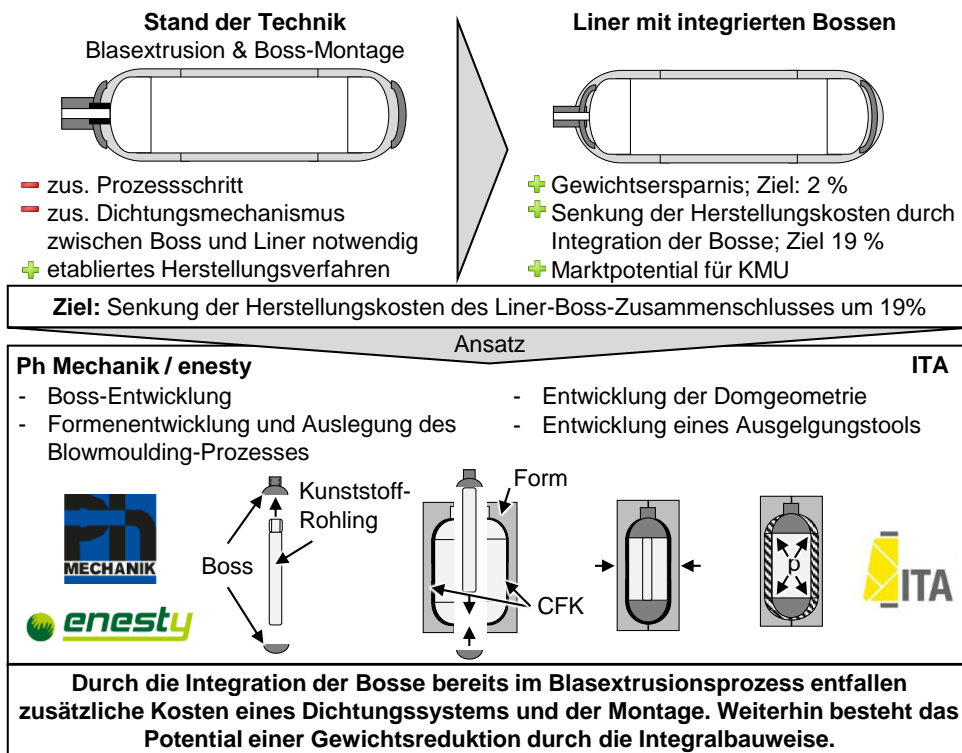 Stand der Technik
Blasextrusion & Boss-Montage
zus. Prozessschritt
zus. Dichtungsmechanismus
zwischen Boss und Liner notwendig
etabliertes Herstellungsverfahren
Liner mit integrierten Bossen
Gewichtsersparnis; Ziel: 2 %
Senkung der Herstellungskosten durch
Integration der Bosse; Ziel 19 %
Marktpotential für KMU
Ziel: Senkung der Herstellungskosten des Liner-Boss-Zusammenschlusses um 19%
Ansatz
Ph Mechanik / enesty
- Boss-Entwicklung
- Formenentwicklung und Auslegung des
Blowmoulding-Prozesses
ITA
- Entwicklung der Domgeometrie
- Entwicklung eines Ausgelgungstools
Ph
MECHANIK
enesty
Boss
Kunststoff-
Rohling
Form
CFK
p
ITA
Durch die Integration der Bosse bereits im Blasextrusionsprozess entfallen
zusätzliche Kosten eines Dichtungssystems und der Montage. Weiterhin besteht das
Potential einer Gewichtsreduktion durch die Integralbauweise.